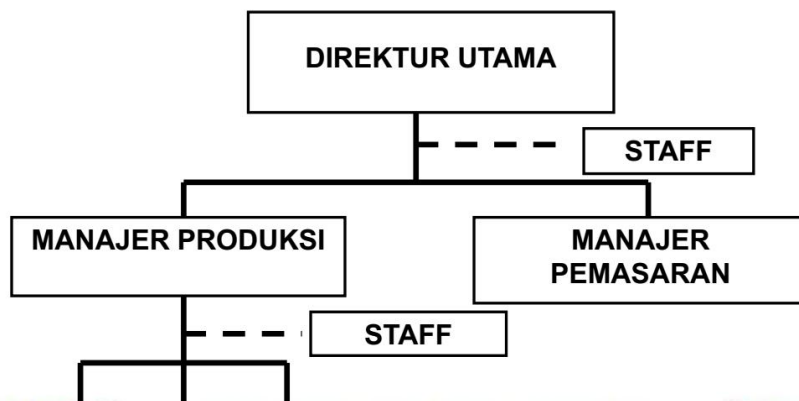 DIREKTUR UTAMA
STAFF
MANAJER PRODUKSI
MANAJER
PEMASARAN
STAFF